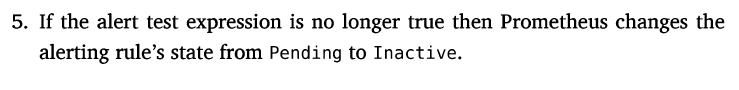 5. If the alert test expression is no longer true then Prometheus changes the
alerting rule’s state from Pending to Inactive.